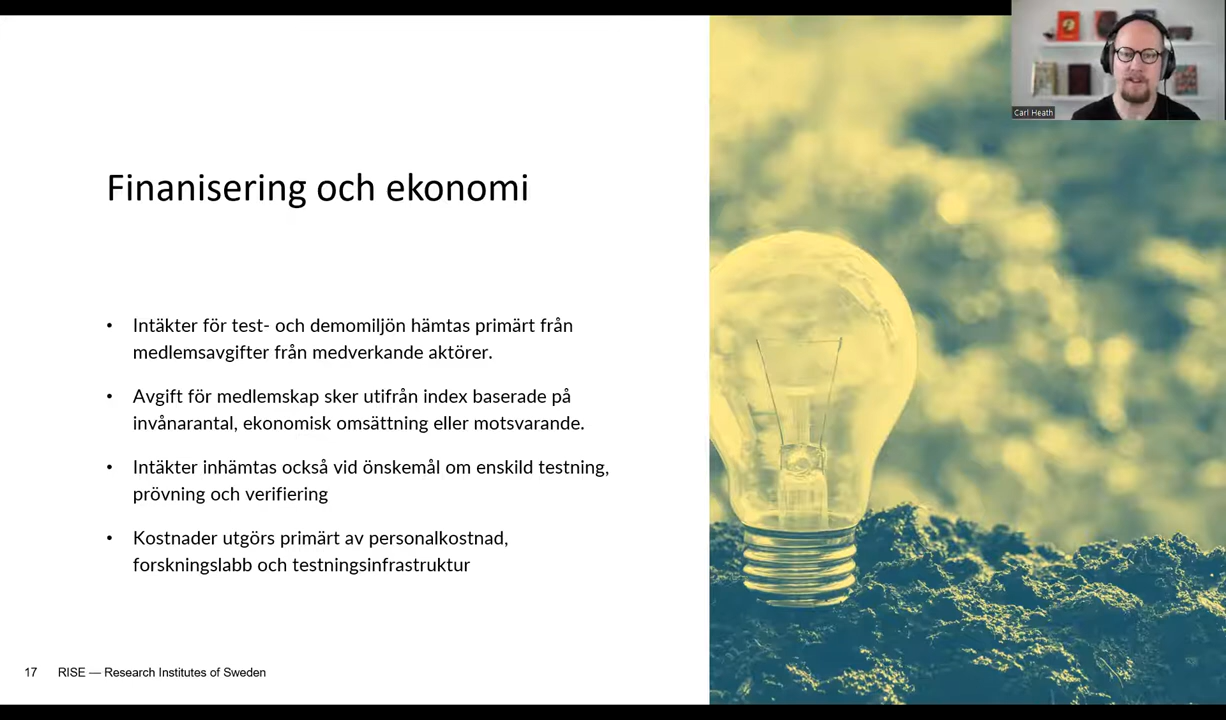 Carl Heath
Finanisering och ekonomi
• Intäkter för test- och demomiljön hämtas primärt från
medlemsavgifter från medverkande aktörer.
• Avgift för medlemskap sker utifrån index baserade på
invånarantal, ekonomisk omsättning eller motsvarande.
• Intäkter inhämtas också vid önskemål om enskild testning,
prövning och verifiering
• Kostnader utgörs primärt av personalkostnad,
forskningslabb och testningsinfrastruktur
17 RISE — Research Institutes of Sweden